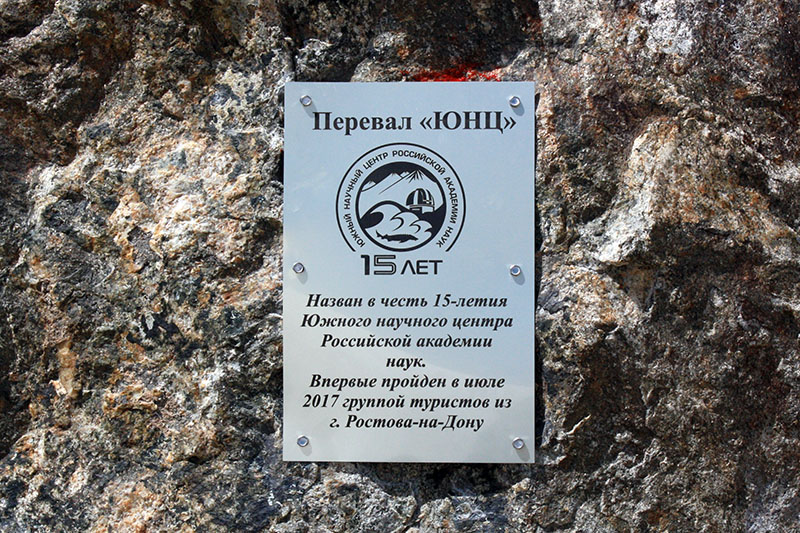 Перевал «ЮНЦ»
ЮЖНЫЙ НАУЧНЫЙ ЦЕНТР РОССИЙСКОЙ АКАДЕМИИ НАУК
15 ЛЕТ
Назван в честь 15-летия
Южного научного центра
Российской академии
наук.
Впервые пройден в июле
2017 группой туристов из
г. Ростова-на-Дону